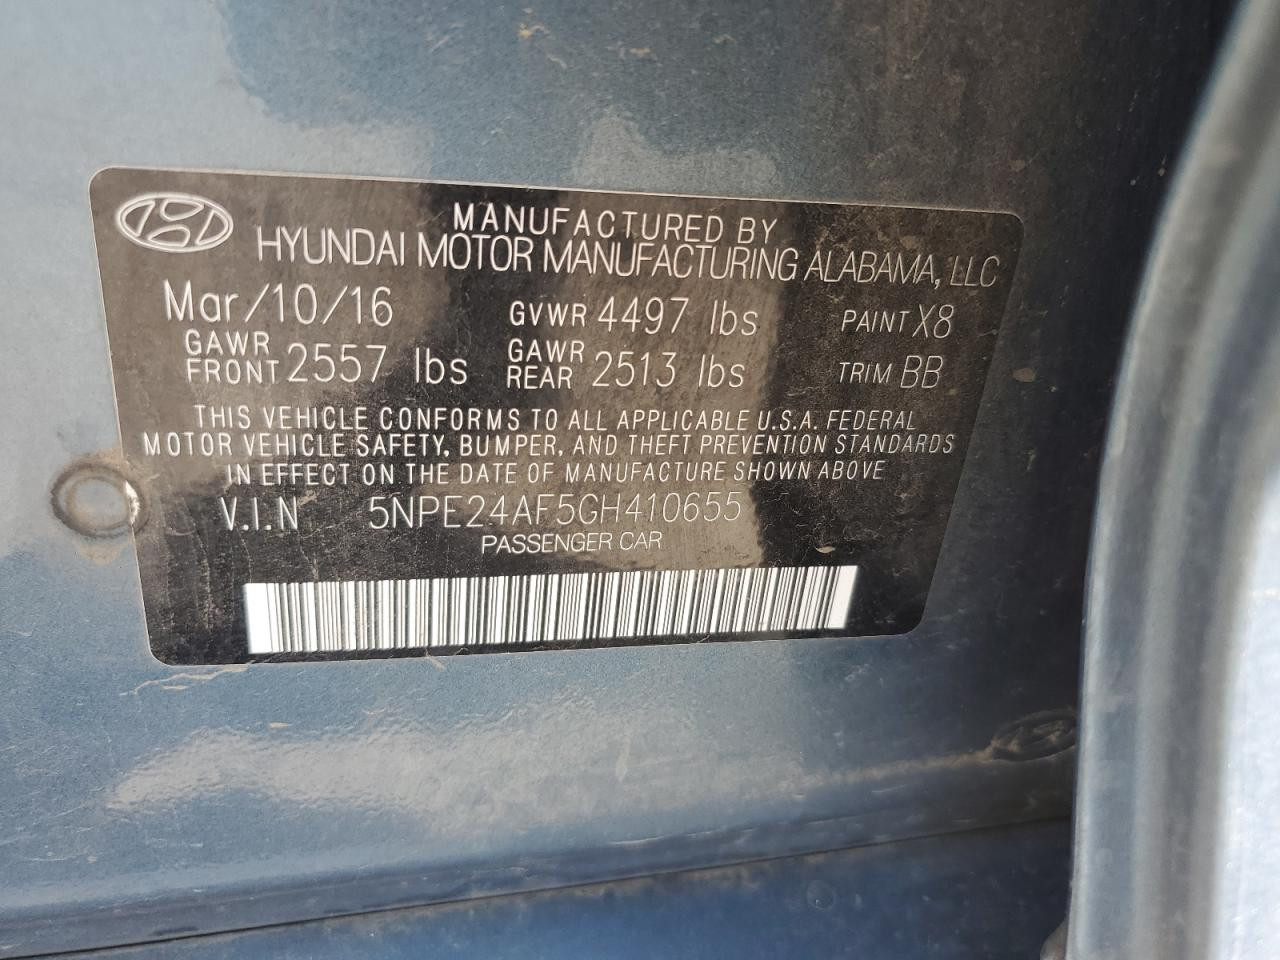 MANUFACTURED BY
HYUNDAI MOTOR MANUFACTURING ALABAMA, LLC
Mar/10/16 GVWR 4497 lbs PAINT X8
GAWR FRONT 2557 lbs GAWR REAR 2513 lbs TRIM BB
THIS VEHICLE CONFORMS TO ALL APPLICABLE U.S.A. FEDERAL
MOTOR VEHICLE SAFETY, BUMPER, AND THEFT PREVENTION STANDARDS
IN EFFECT ON THE DATE OF MANUFACTURE SHOWN ABOVE
V.I.N 5NPE24AF5GH410655
PASSENGER CAR